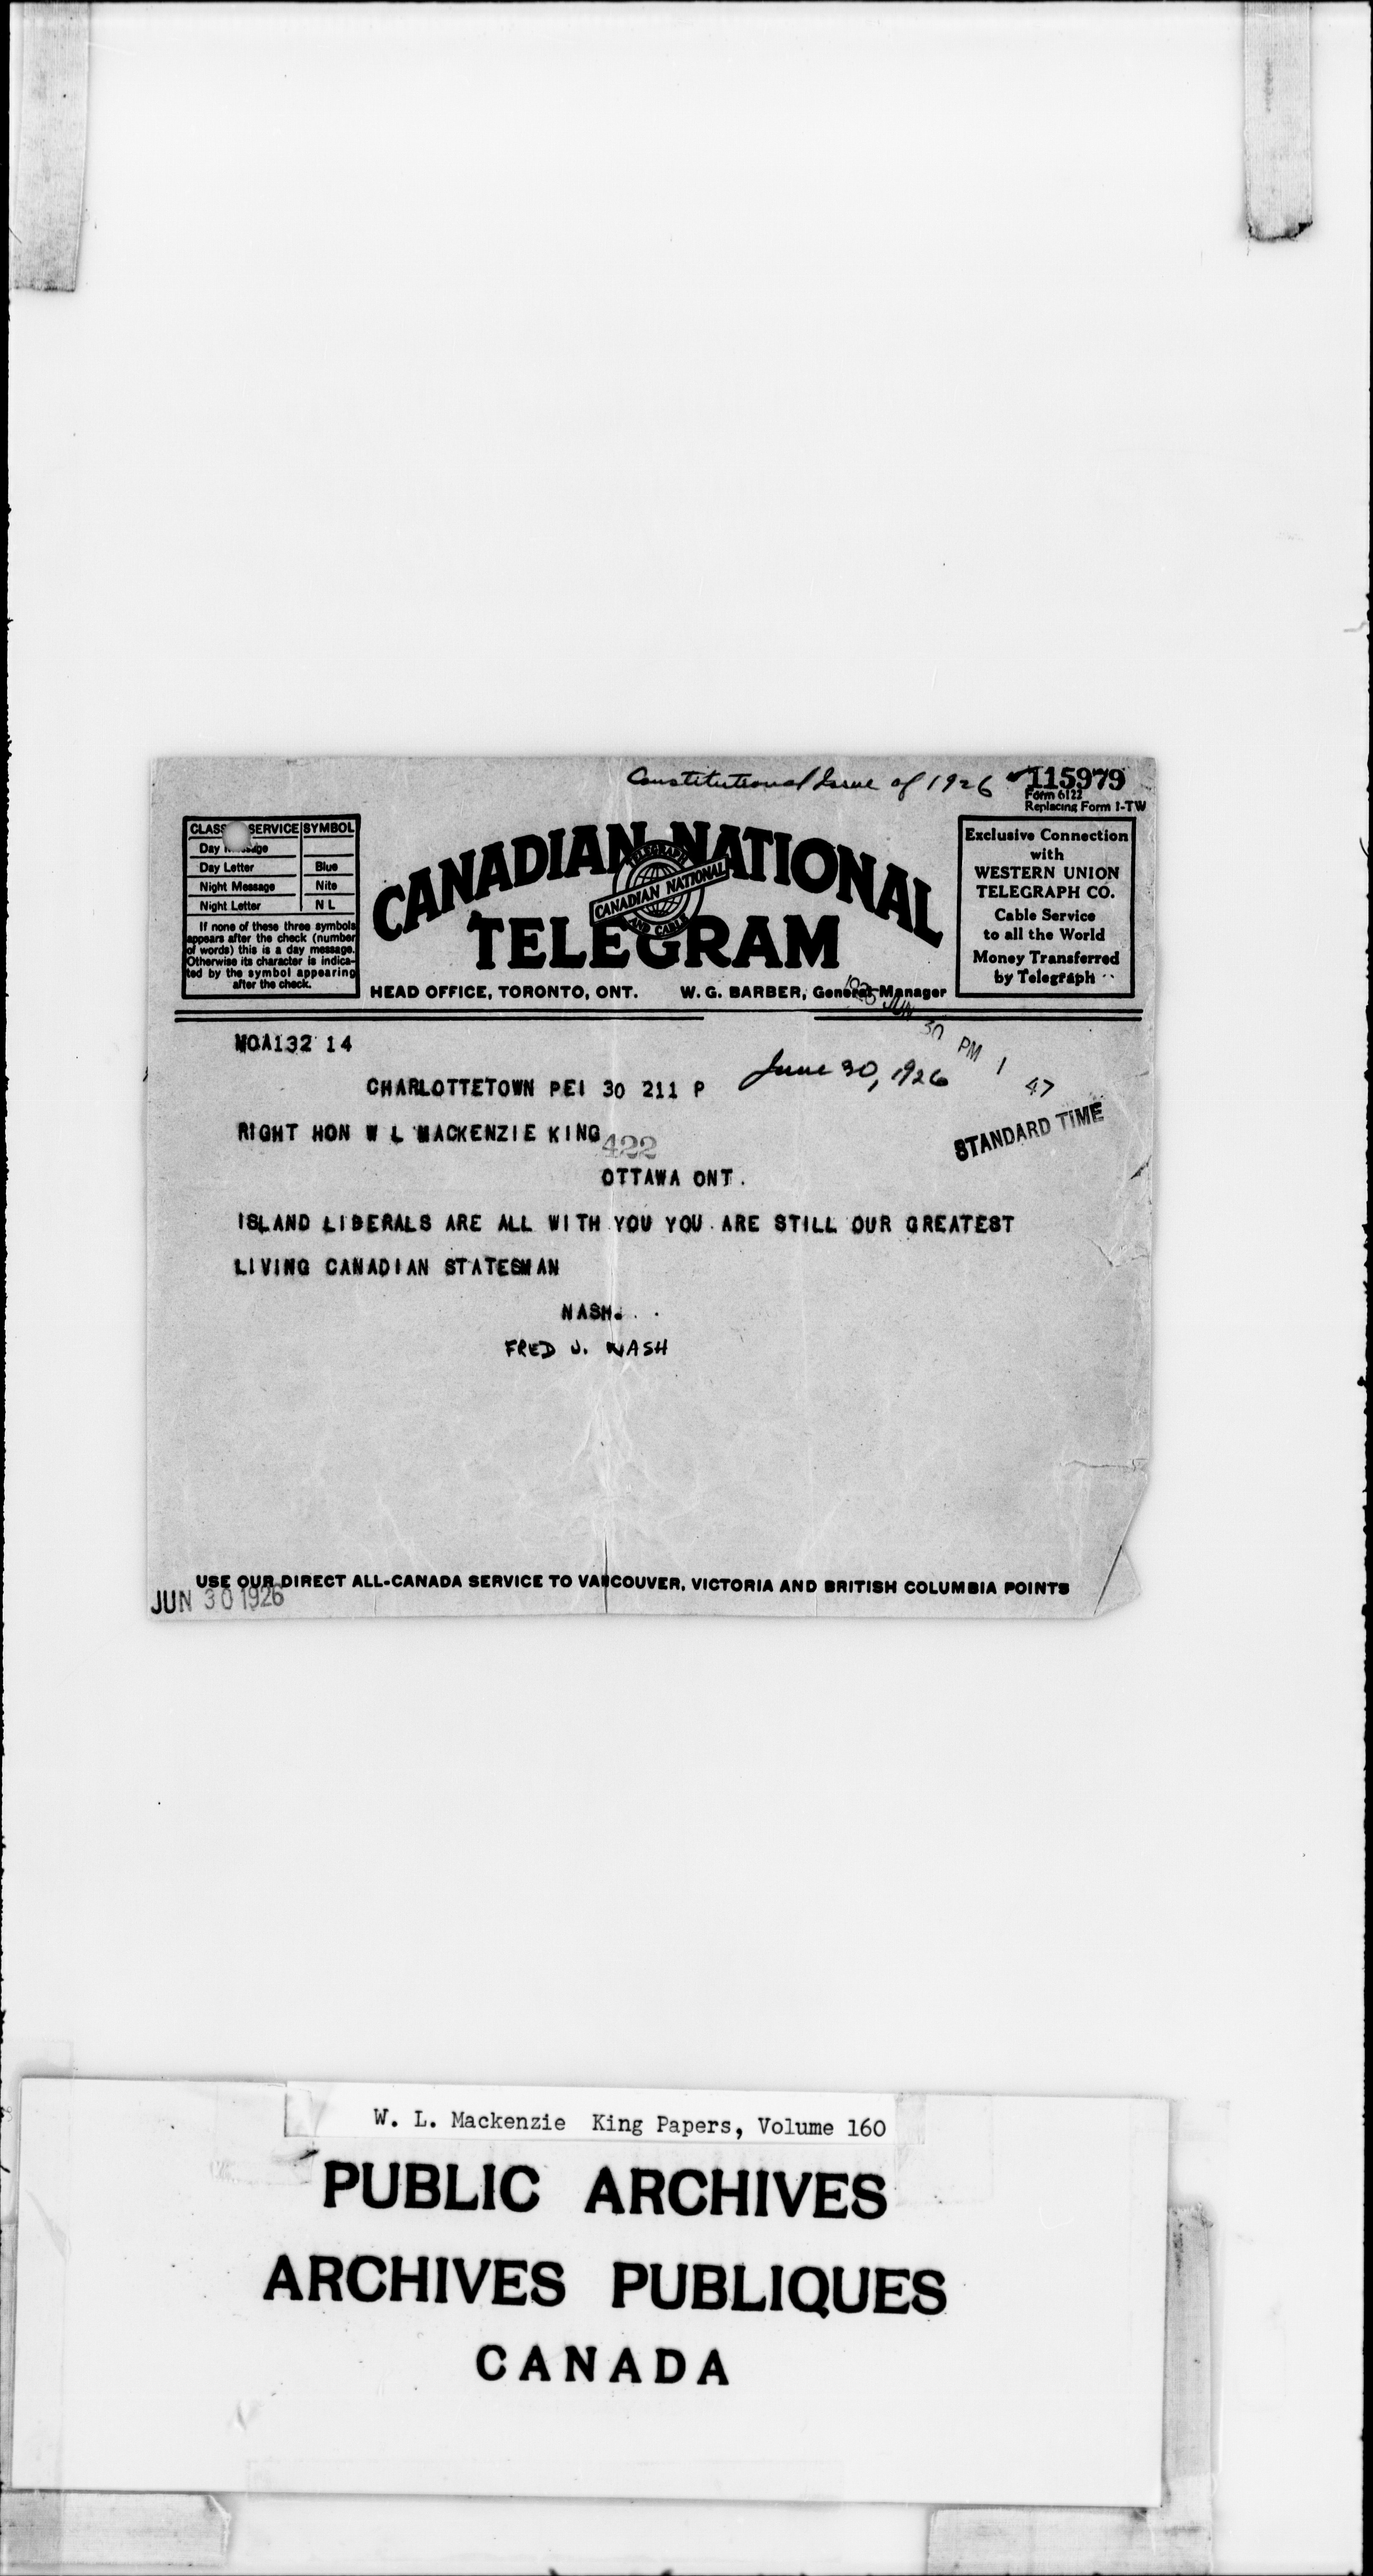 Constitutional Issue of 1926
115979
Form 6122
Replacing Form 1-TW
CLASS SERVICE SYMBOL
Day
Day Letter Blue
Night Message Nite
Night Letter N L
If none of these three symbols
appears after the check (number
of words) this is a day message.
Otherwise its character is indica-
ted by the symbol appearing
after the check.
CANADIAN NATIONAL
TELEGRAM
TELEGRAPH
CANADIAN NATIONAL
AND CABLE
HEAD OFFICE, TORONTO, ONT. W. G. BARBER, General Manager
Exclusive Connection
with
WESTERN UNION
TELEGRAPH CO.
Cable Service
to all the World
Money Transferred
by Telegraph
JUN 30 PM 1 47
STANDARD TIME
NOA132 14
CHARLOTTETOWN PEI 30 211 P
June 30, 1926
RIGHT HON W L MACKENZIE KING
422
OTTAWA ONT.
ISLAND LIBERALS ARE ALL WITH YOU YOU ARE STILL OUR GREATEST
LIVING CANADIAN STATESMAN
NASH.
FRED J. NASH
USE OUR DIRECT ALL-CANADA SERVICE TO VANCOUVER, VICTORIA AND BRITISH COLUMBIA POINTS
JUN 30 1926
W. L. Mackenzie King Papers, Volume 160
PUBLIC ARCHIVES
ARCHIVES PUBLIQUES
CANADA